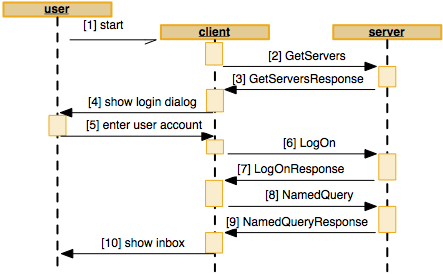 user
client
server
[1] start
[2] GetServers
[3] GetServersResponse
[4] show login dialog
[5] enter user account
[6] LogOn
[7] LogOnResponse
[8] NamedQuery
[9] NamedQueryResponse
[10] show inbox